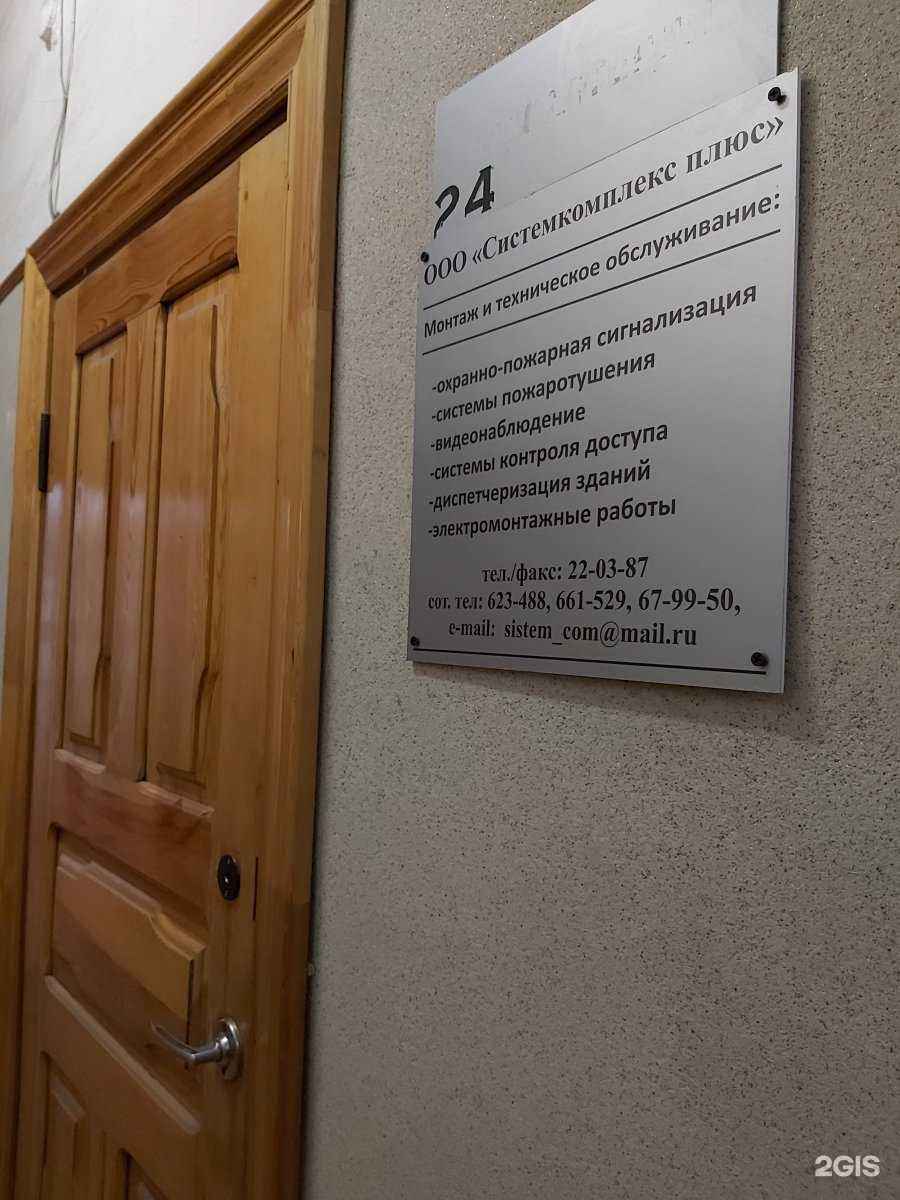 24
ООО «Системкомплекс плюс»
Монтаж и техническое обслуживание:
-охранно-пожарная сигнализация
-системы пожаротушения
-видеонаблюдение
-системы контроля доступа
-диспетчеризация зданий
-электромонтажные работы
тел./факс: 22-03-87
сот. тел: 623-488, 661-529, 67-99-50,
e-mail: sistem_com@mail.ru
2GIS